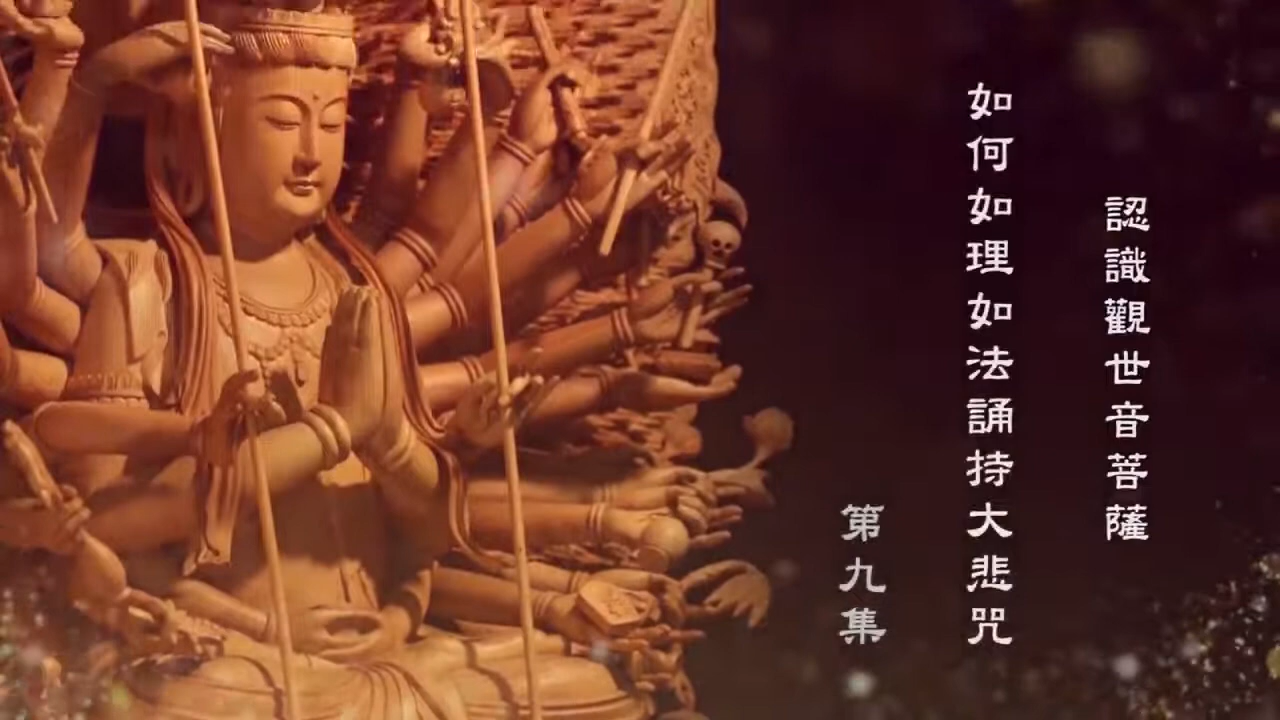 認識觀世音菩薩
如何如理如法誦持大悲咒
第九集